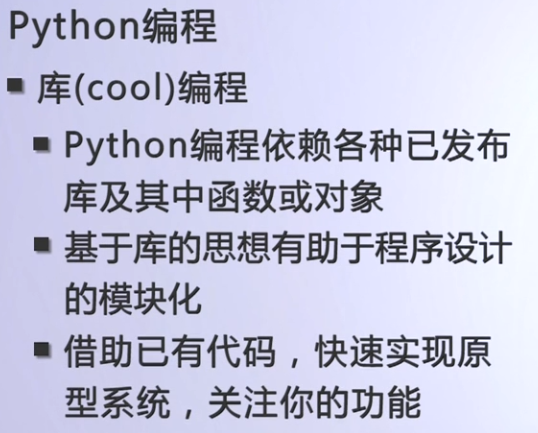 Python编程
库(cool)编程
Python编程依赖各种已发布
库及其中函数或对象
基于库的思想有助于程序设计
的模块化
借助已有代码，快速实现原
型系统，关注你的功能